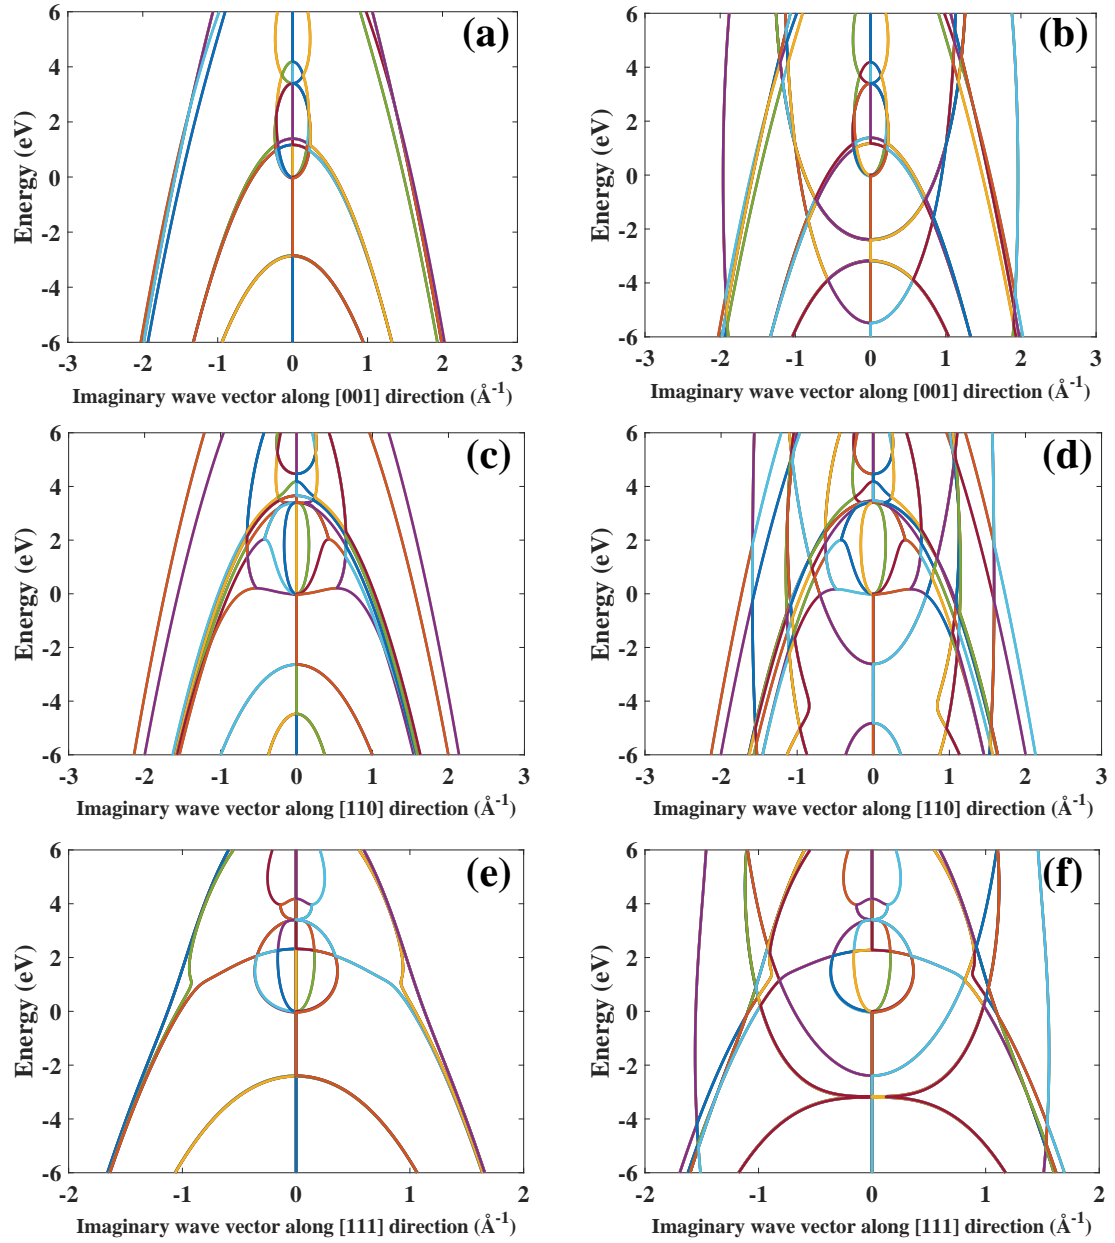 (a)
Energy (eV)
6
4
2
0
-2
-4
-6
-3 -2 -1 0 1 2 3
Imaginary wave vector along [001] direction (Å-1)
(b)
Energy (eV)
6
4
2
0
-2
-4
-6
-3 -2 -1 0 1 2 3
Imaginary wave vector along [001] direction (Å-1)
(c)
Energy (eV)
6
4
2
0
-2
-4
-6
-3 -2 -1 0 1 2 3
Imaginary wave vector along [110] direction (Å-1)
(d)
Energy (eV)
6
4
2
0
-2
-4
-6
-3 -2 -1 0 1 2 3
Imaginary wave vector along [110] direction (Å-1)
(e)
Energy (eV)
6
4
2
0
-2
-4
-6
-2 -1 0 1 2
Imaginary wave vector along [111] direction (Å-1)
(f)
Energy (eV)
6
4
2
0
-2
-4
-6
-2 -1 0 1 2
Imaginary wave vector along [111] direction (Å-1)